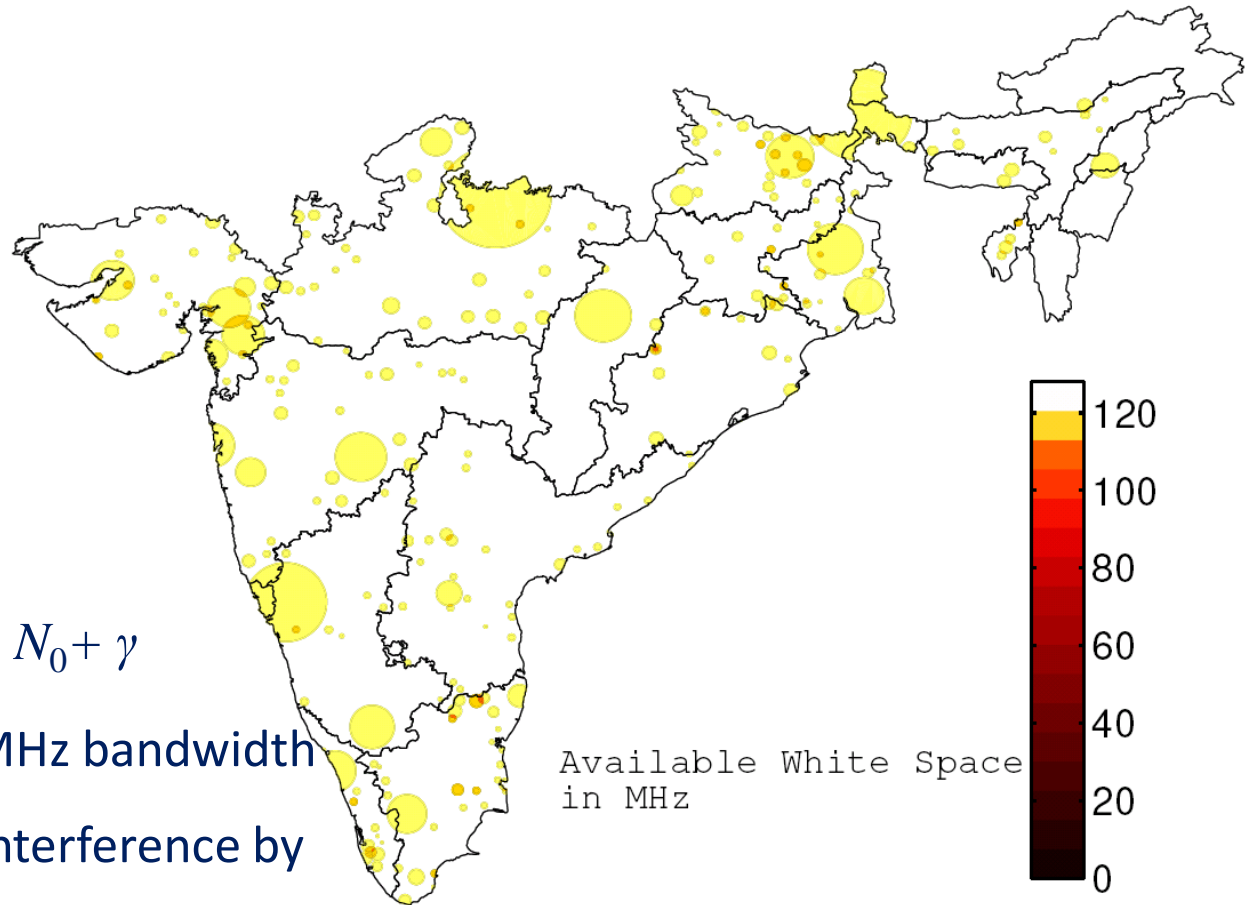 N₀+ γ
MHz bandwidth
nterference by
Available White Space
in MHz
120
100
80
60
40
20
0